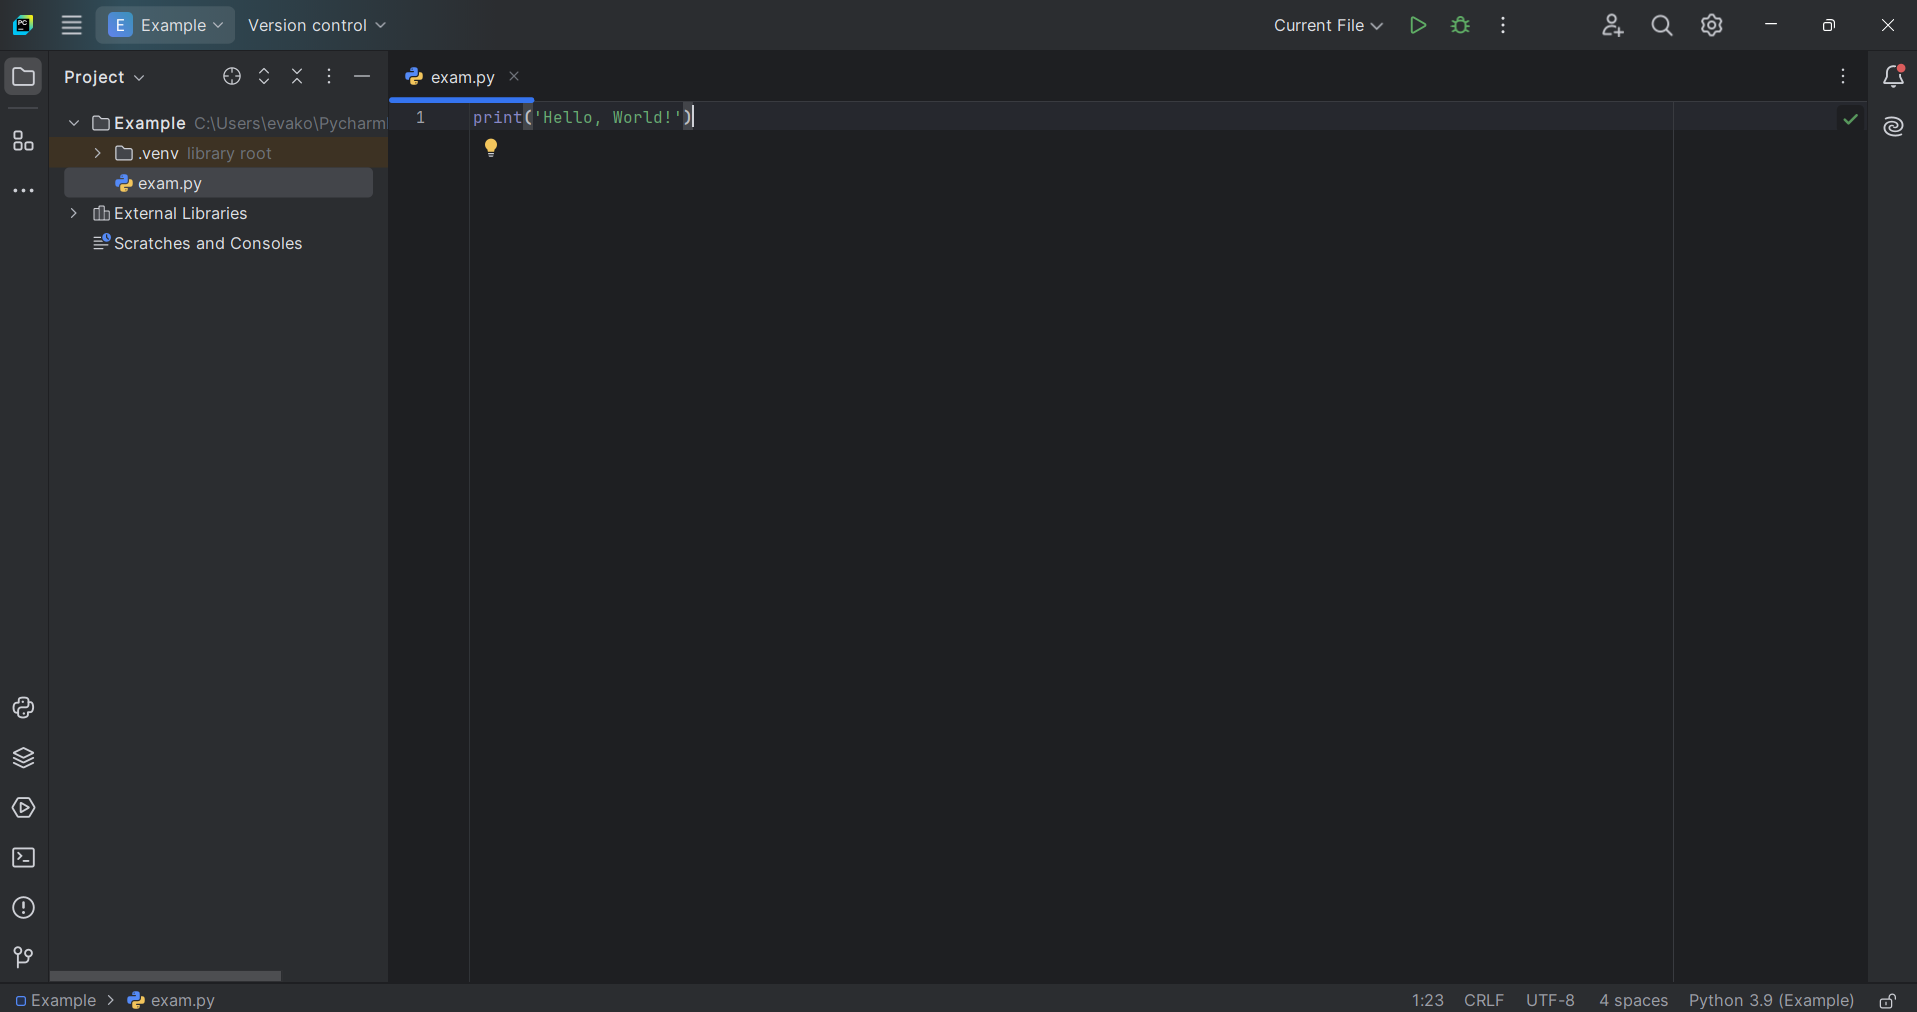 PC E Example Version control Current File
Project exam.py
Example C:\Users\evako\Pycharm
1 print('Hello, World!')
.venv library root
exam.py
External Libraries
Scratches and Consoles
Example > exam.py 1:23 CRLF UTF-8 4 spaces Python 3.9 (Example)